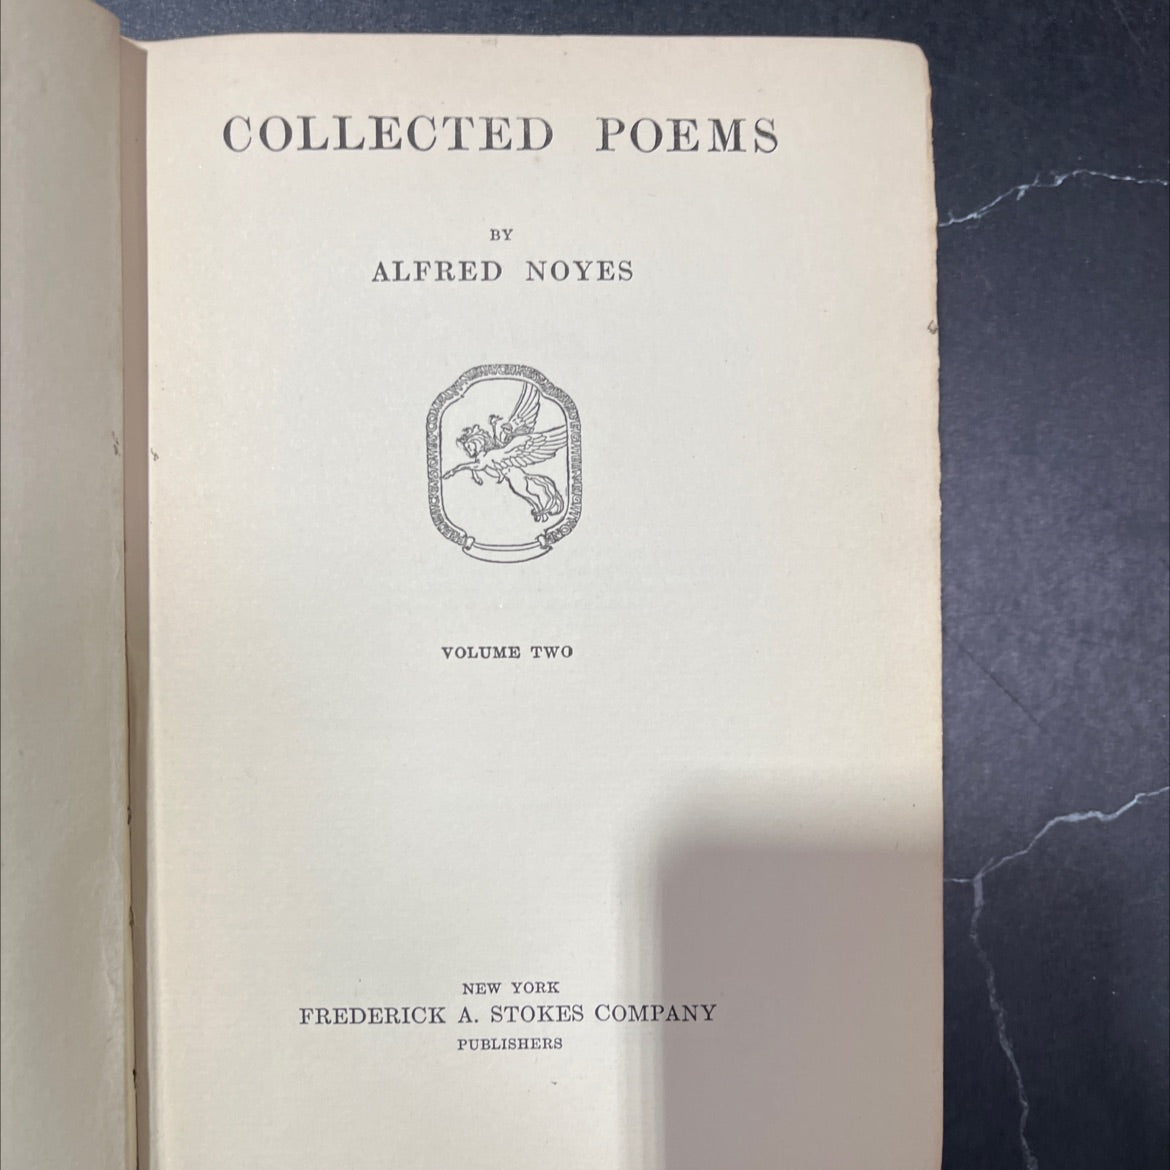 COLLECTED POEMS
BY
ALFRED NOYES
VOLUME TWO
NEW YORK
FREDERICK A. STOKES COMPANY
PUBLISHERS